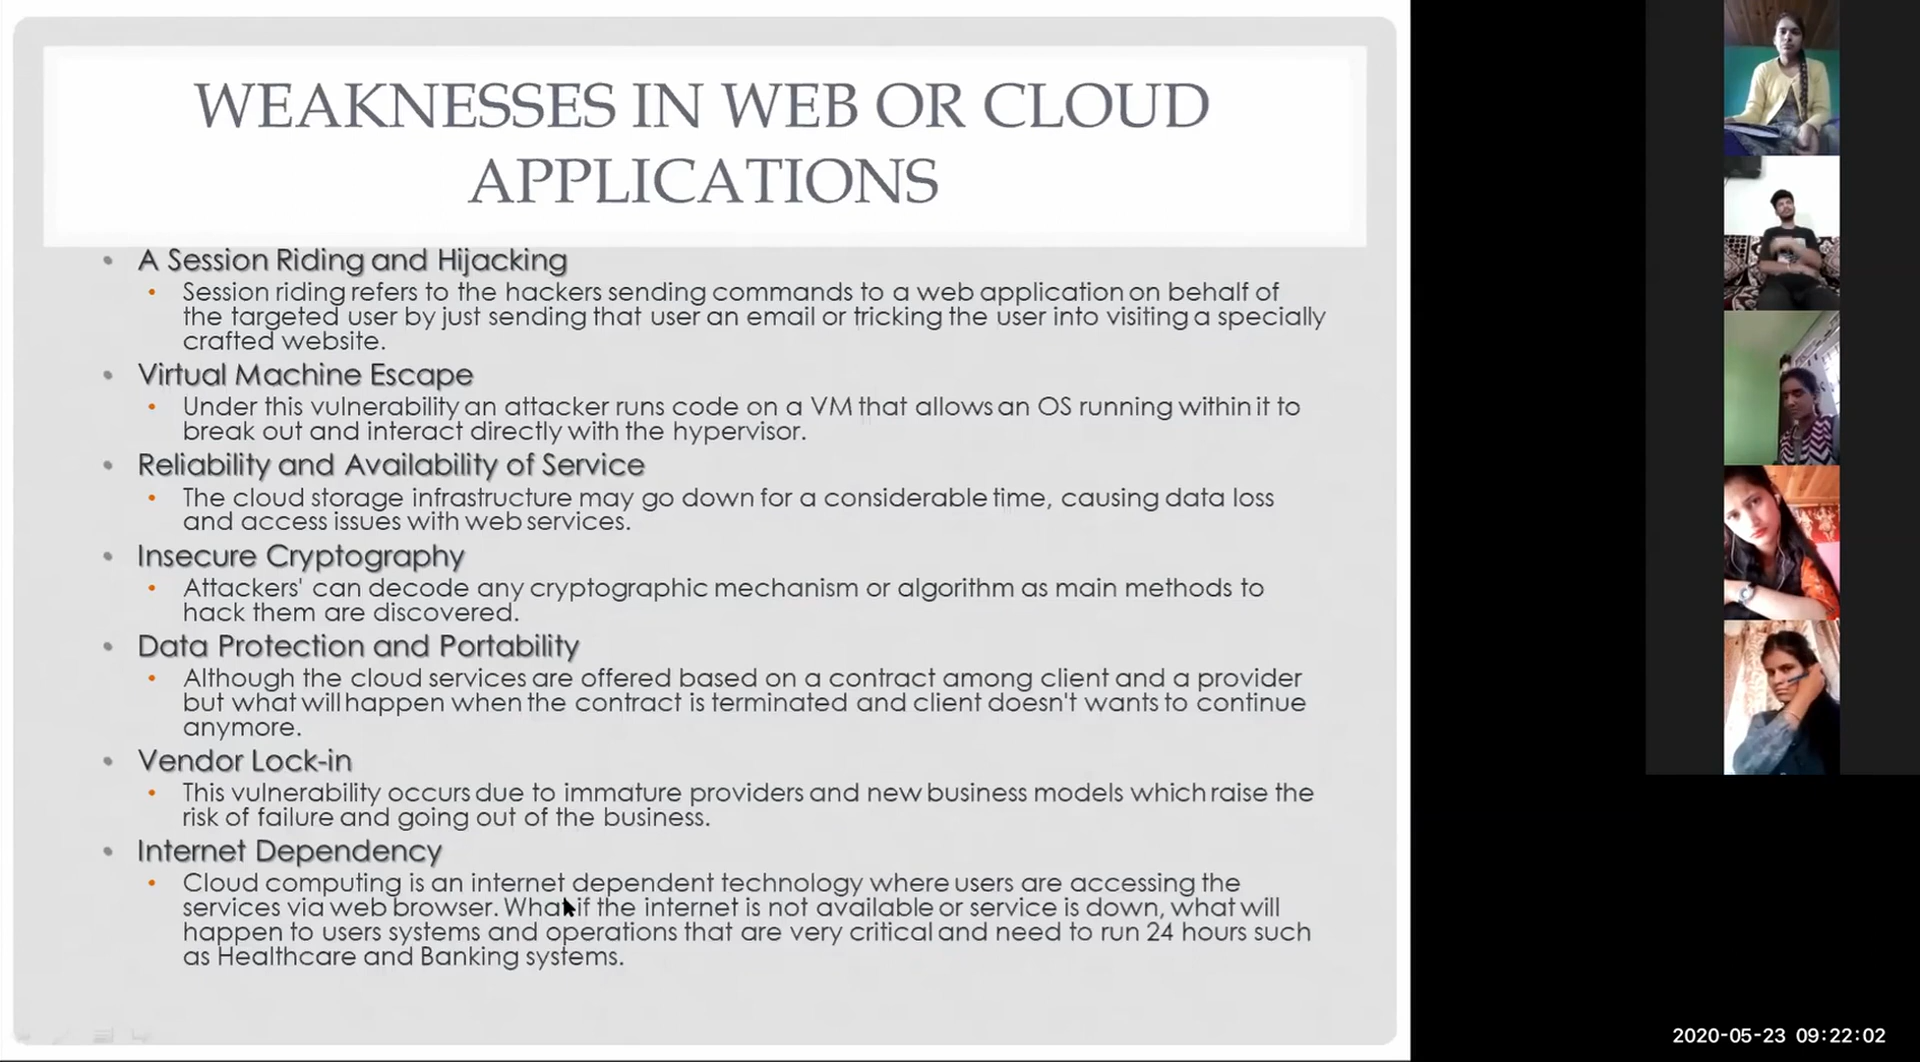 WEAKNESSES IN WEB OR CLOUD
APPLICATIONS
• A Session Riding and Hijacking
• Session riding refers to the hackers sending commands to a web application on behalf of
the targeted user by just sending that user an email or tricking the user into visiting a specially
crafted website.
• Virtual Machine Escape
• Under this vulnerability an attacker runs code on a VM that allows an OS running within it to
break out and interact directly with the hypervisor.
• Reliability and Availability of Service
• The cloud storage infrastructure may go down for a considerable time, causing data loss
and access issues with web services.
• Insecure Cryptography
• Attackers' can decode any cryptographic mechanism or algorithm as main methods to
hack them are discovered.
• Data Protection and Portability
• Although the cloud services are offered based on a contract among client and a provider
but what will happen when the contract is terminated and client doesn't wants to continue
anymore.
• Vendor Lock-in
• This vulnerability occurs due to immature providers and new business models which raise the
risk of failure and going out of the business.
• Internet Dependency
• Cloud computing is an internet dependent technology where users are accessing the
services via web browser. What if the internet is not available or service is down, what will
happen to users systems and operations that are very critical and need to run 24 hours such
as Healthcare and Banking systems.
2020-05-23 09:22:02